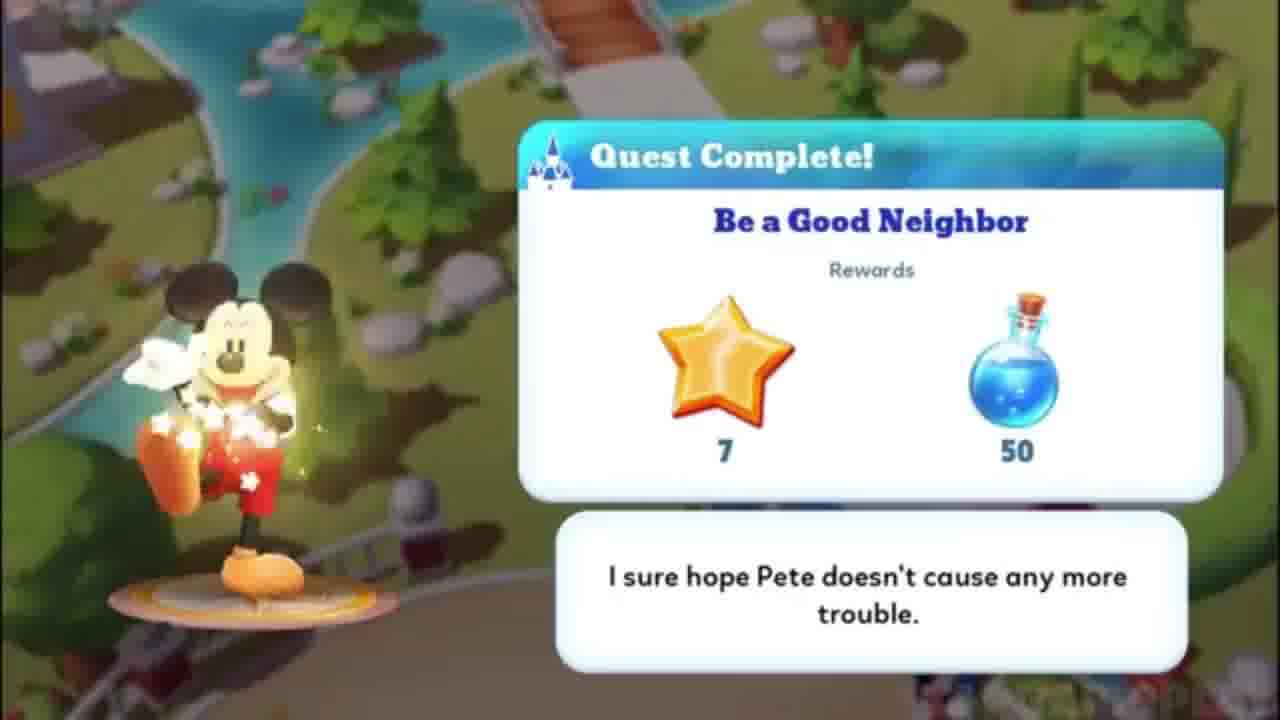 Quest Complete!
Be a Good Neighbor
Rewards
7
50
I sure hope Pete doesn't cause any more
trouble.